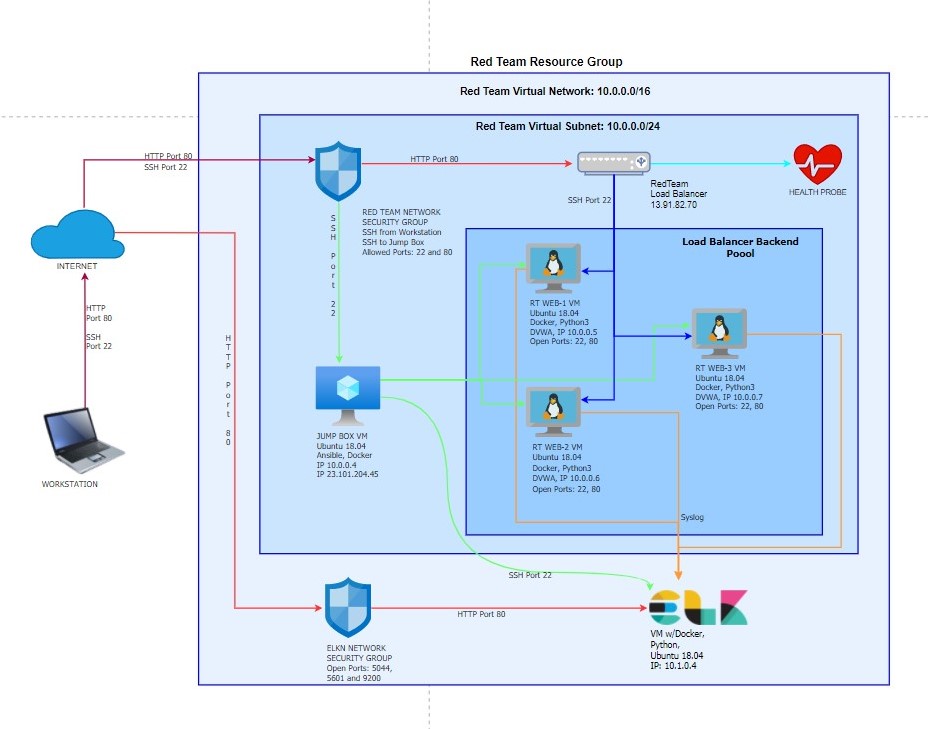 Red Team Resource Group
Red Team Virtual Network: 10.0.0.0/16
Red Team Virtual Subnet: 10.0.0.0/24
HTTP Port 80
SSH Port 22
HTTP Port 80
RedTeam
Load Balancer
13.91.82.70
HEALTH PROBE
SSH Port 22
SSH Port 22
RED TEAM NETWORK
SECURITY GROUP
SSH from Workstation
SSH to Jump Box
Allowed Ports: 22 and 80
Load Balancer Backend
Poool
INTERNET
HTTP
Port 80
SSH
Port 22
HTTP Port 80
RT WEB-1 VM
Ubuntu 18.04
Docker, Python3
DVWA, IP 10.0.0.5
Open Ports: 22, 80
RT WEB-3 VM
Ubuntu 18.04
Docker, Python3
DVWA, IP 10.0.0.7
Open Ports: 22, 80
JUMP BOX VM
Ubuntu 18.04
Ansible, Docker
IP 10.0.0.4
IP 23.101.204.45
RT WEB-2 VM
Ubuntu 18.04
Docker, Python3
DVWA, IP 10.0.0.6
Open Ports: 22, 80
WORKSTATION
Syslog
SSH Port 22
HTTP Port 80
ELK
VM w/Docker,
Python,
Ubuntu 18.04
IP: 10.1.0.4
ELKN NETWORK
SECURITY GROUP
Open Ports: 5044,
5601 and 9200